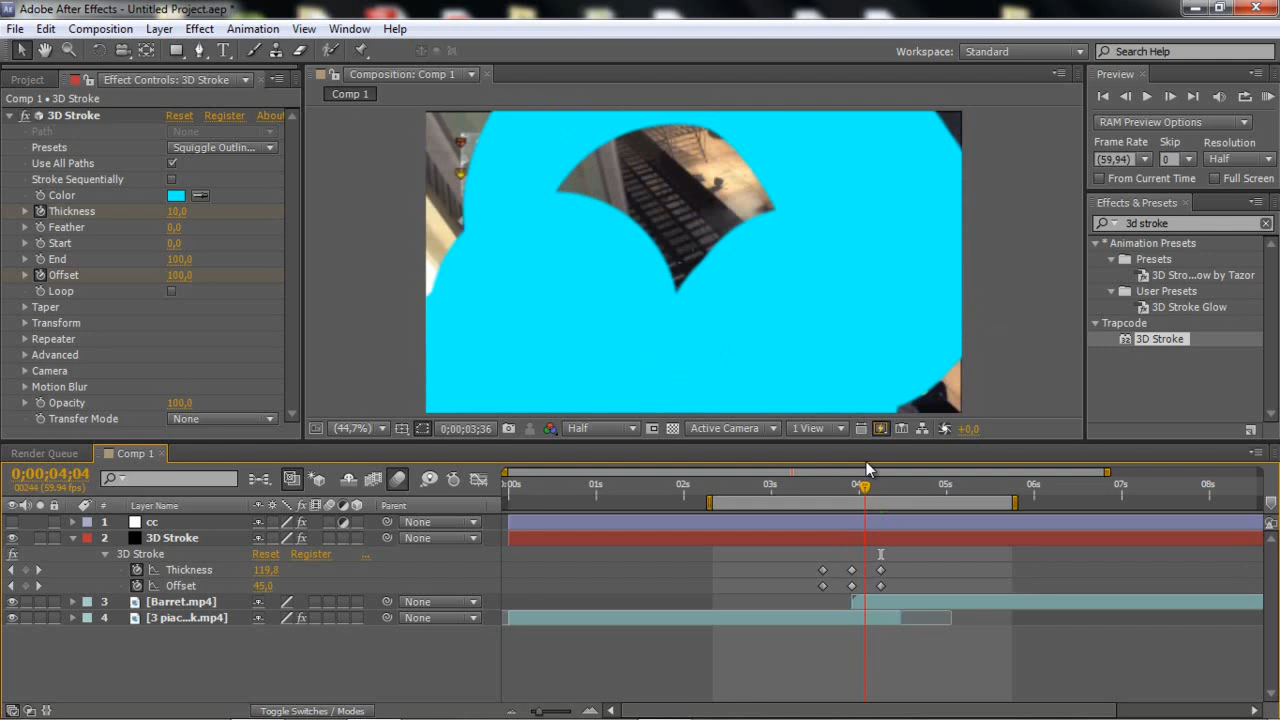 Adobe After Effects - Untitled Project.aep *
File Edit Composition Layer Effect Animation View Window Help
Workspace: Standard Search Help
Project Effect Controls: 3D Stroke
Comp 1 • 3D Stroke
fx 3D Stroke Reset Register About
Path None
Presets Squiggle Outlin...
Use All Paths
Stroke Sequentially
Color
Thickness 10,0
Feather 0,0
Start 0,0
End 100,0
Offset 100,0
Loop
Taper
Transform
Repeater
Advanced
Camera
Motion Blur
Opacity 100,0
Transfer Mode None
Composition: Comp 1
Comp 1
(44,7%) 0;00;03;36 Half Active Camera 1 View +0,0
Preview
RAM Preview Options
Frame Rate Skip Resolution
(59,94) 0 Half
From Current Time Full Screen
Effects & Presets
3d stroke
* Animation Presets
Presets
3D Stro...ow by Tazor
User Presets
3D Stroke Glow
Trapcode
32 3D Stroke
Render Queue Comp 1
0;00;04;04
00244 (59.94 fps)
:00s 01s 02s 03s 04 05s 06s 07s 08s
# Layer Name Parent
1 cc None
2 3D Stroke None
3D Stroke Reset Register ...
Thickness 119,8
Offset 45,0
3 [Barret.mp4] None
4 [3 piac...k.mp4] None
Toggle Switches / Modes